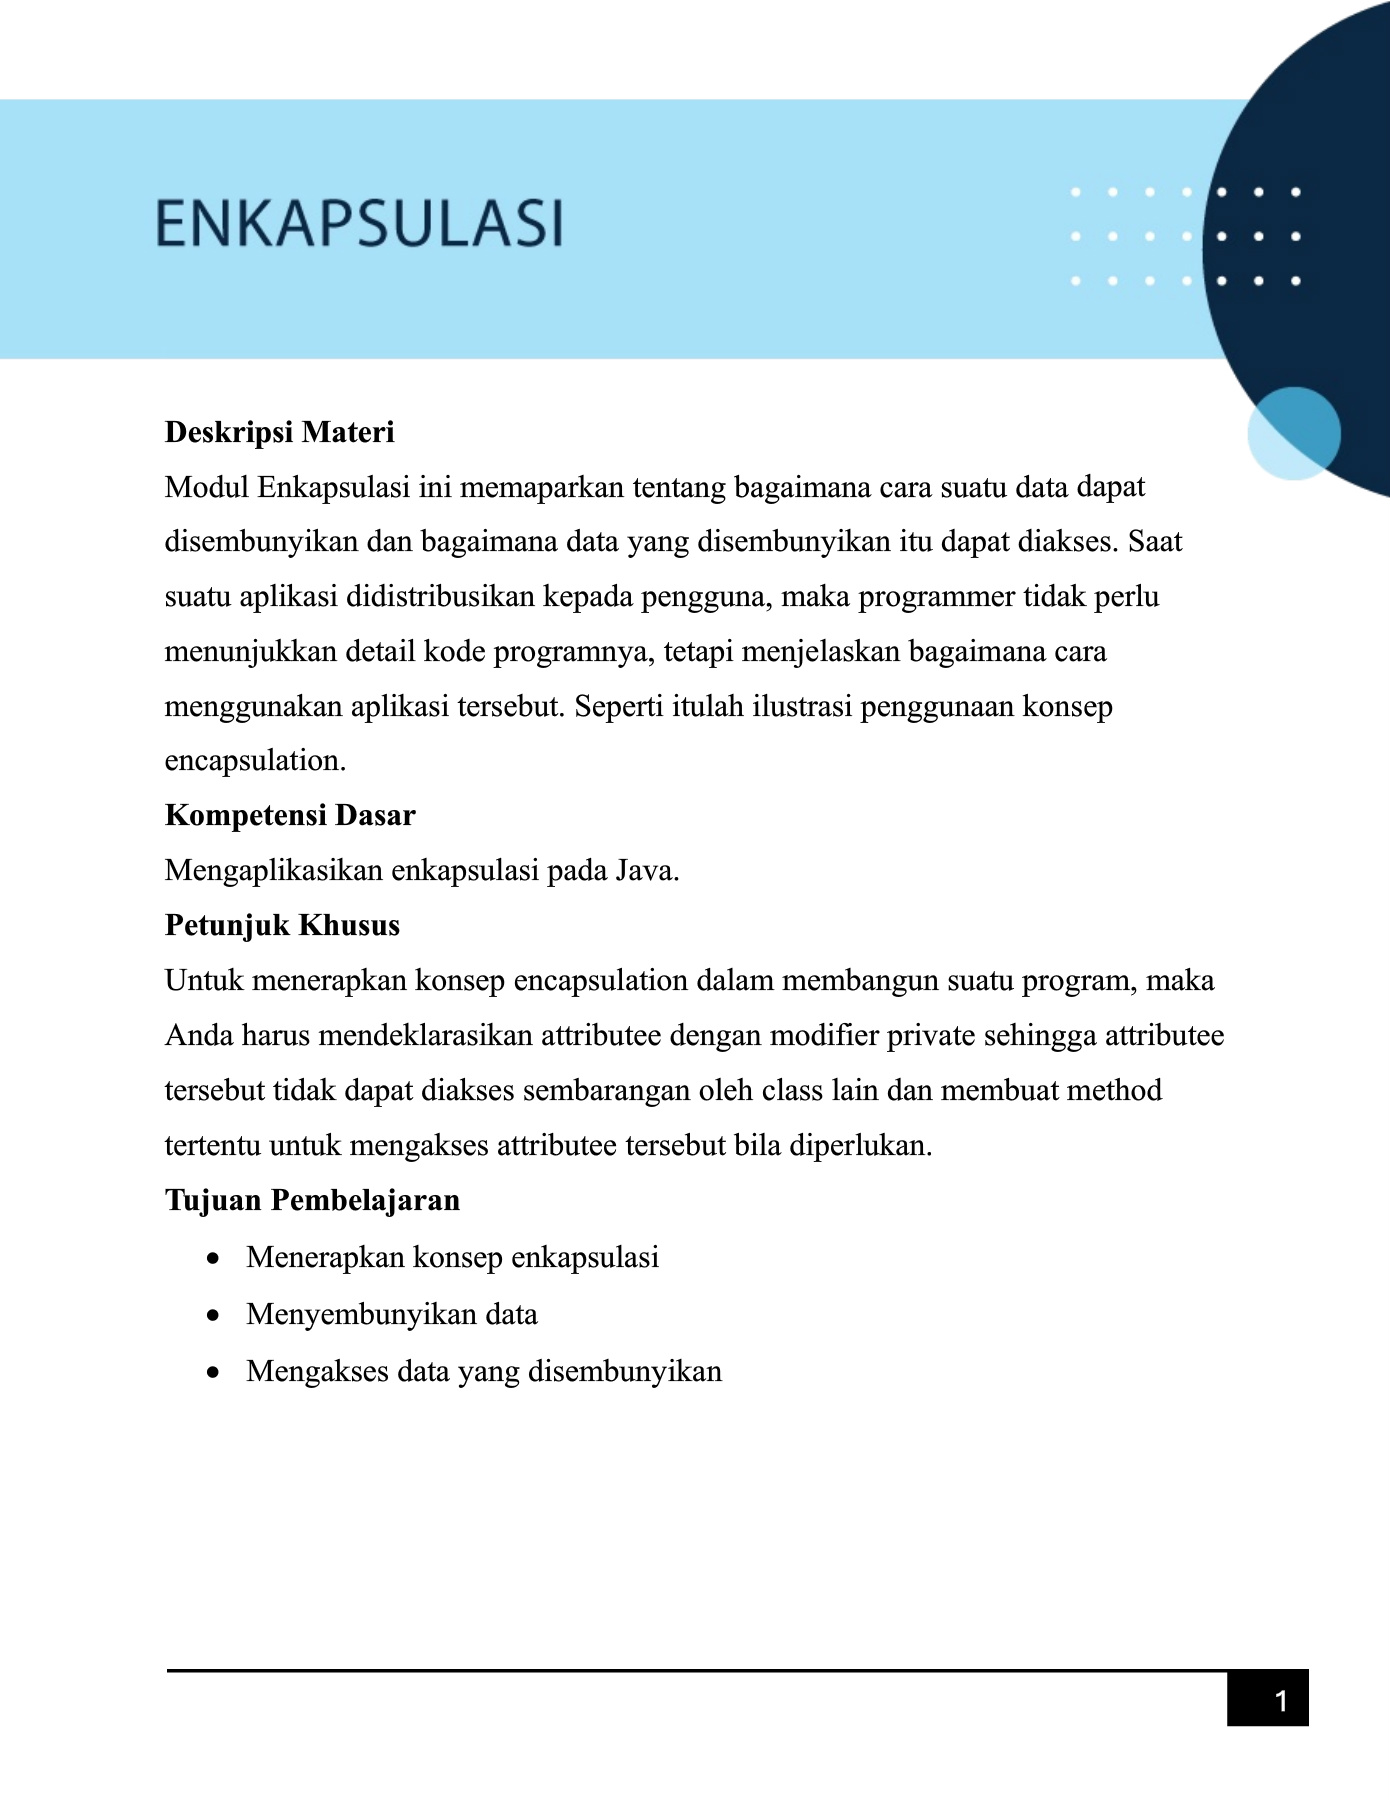 ENKAPSULASI
Deskripsi Materi
Modul Enkapsulasi ini memaparkan tentang bagaimana cara suatu data dapat
disembunyikan dan bagaimana data yang disembunyikan itu dapat diakses. Saat
suatu aplikasi didistribusikan kepada pengguna, maka programmer tidak perlu
menunjukkan detail kode programnya, tetapi menjelaskan bagaimana cara
menggunakan aplikasi tersebut. Seperti itulah ilustrasi penggunaan konsep
encapsulation.
Kompetensi Dasar
Mengaplikasikan enkapsulasi pada Java.
Petunjuk Khusus
Untuk menerapkan konsep encapsulation dalam membangun suatu program, maka
Anda harus mendeklarasikan attributee dengan modifier private sehingga attributee
tersebut tidak dapat diakses sembarangan oleh class lain dan membuat method
tertentu untuk mengakses attributee tersebut bila diperlukan.
Tujuan Pembelajaran
• Menerapkan konsep enkapsulasi
• Menyembunyikan data
• Mengakses data yang disembunyikan
1